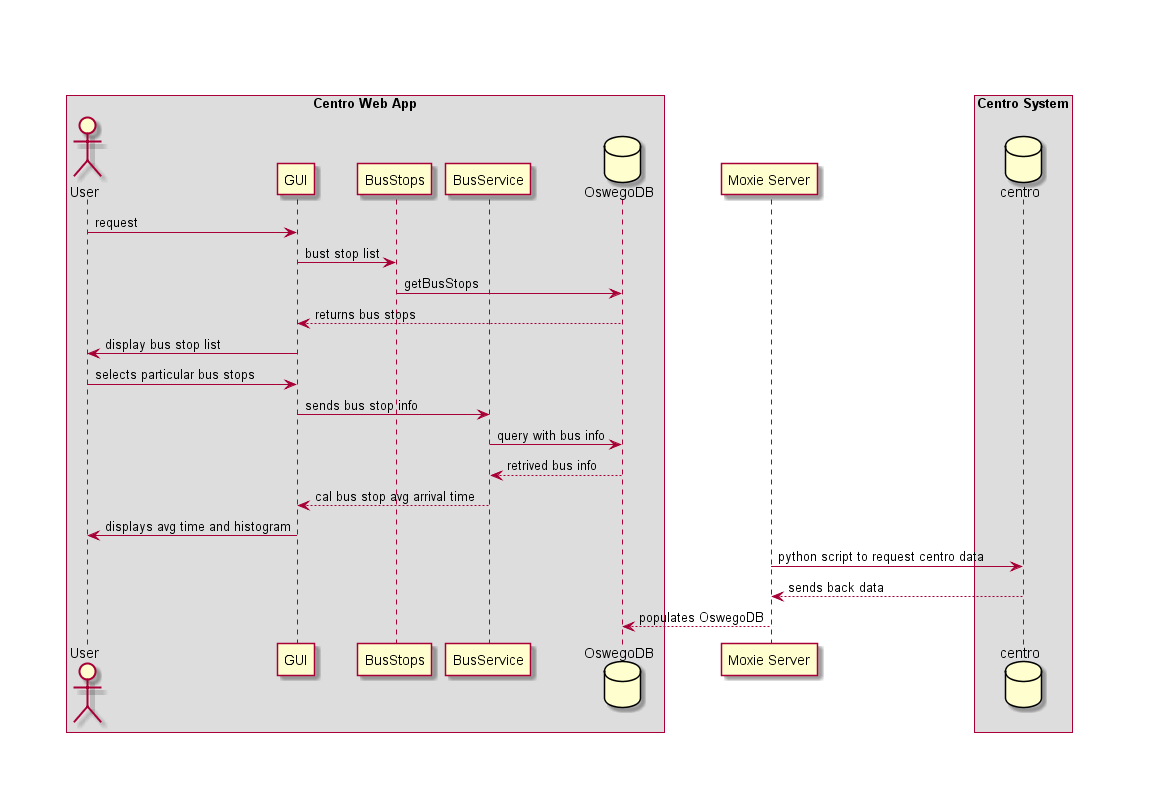 Centro Web App
Centro System
User
GUI
BusStops
BusService
OswegoDB
Moxie Server
centro
request
bust stop list
getBusStops
returns bus stops
display bus stop list
selects particular bus stops
sends bus stop info
query with bus info
retrived bus info
cal bus stop avg arrival time
displays avg time and histogram
python script to request centro data
sends back data
populates OswegoDB
User
GUI
BusStops
BusService
OswegoDB
Moxie Server
centro